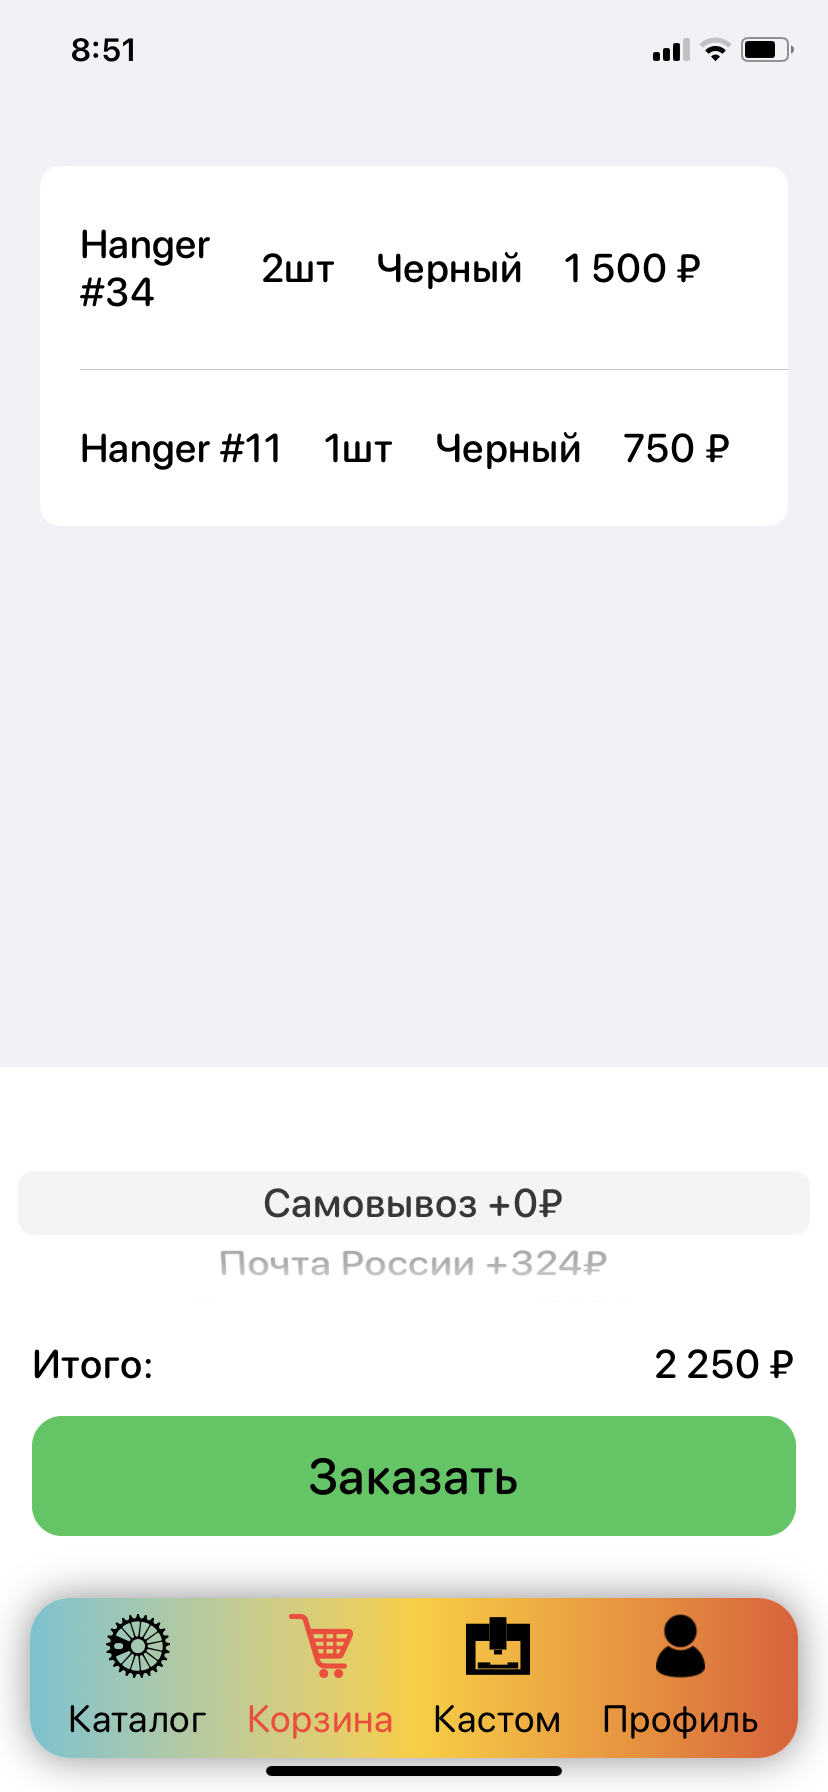 8:51
Hanger
#34
2шт
Черный
1 500 ₽
Hanger #11
1шт
Черный
750 ₽
Самовывоз +0₽
Почта России +324₽
Итого:
2 250 ₽
Заказать
Каталог
Корзина
Кастом
Профиль